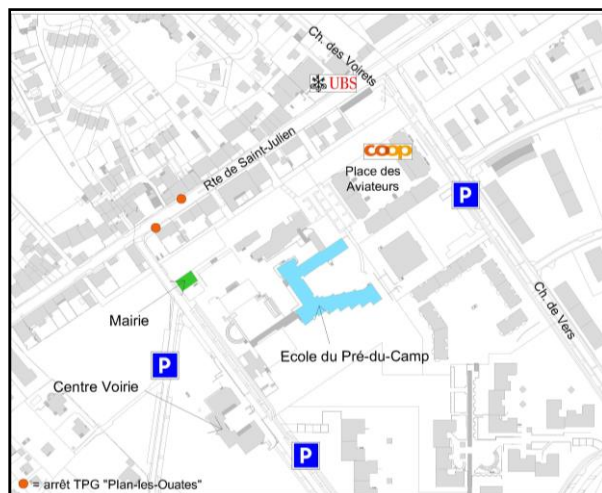 Ch. des Voirets
UBS
Rte de Saint-Julien
coop
Place des
Aviateurs
P
Ch. de Vers
Mairie
Ecole du Pré-du-Camp
P
Centre Voirie
P
= arrêt TPG "Plan-les-Ouates"